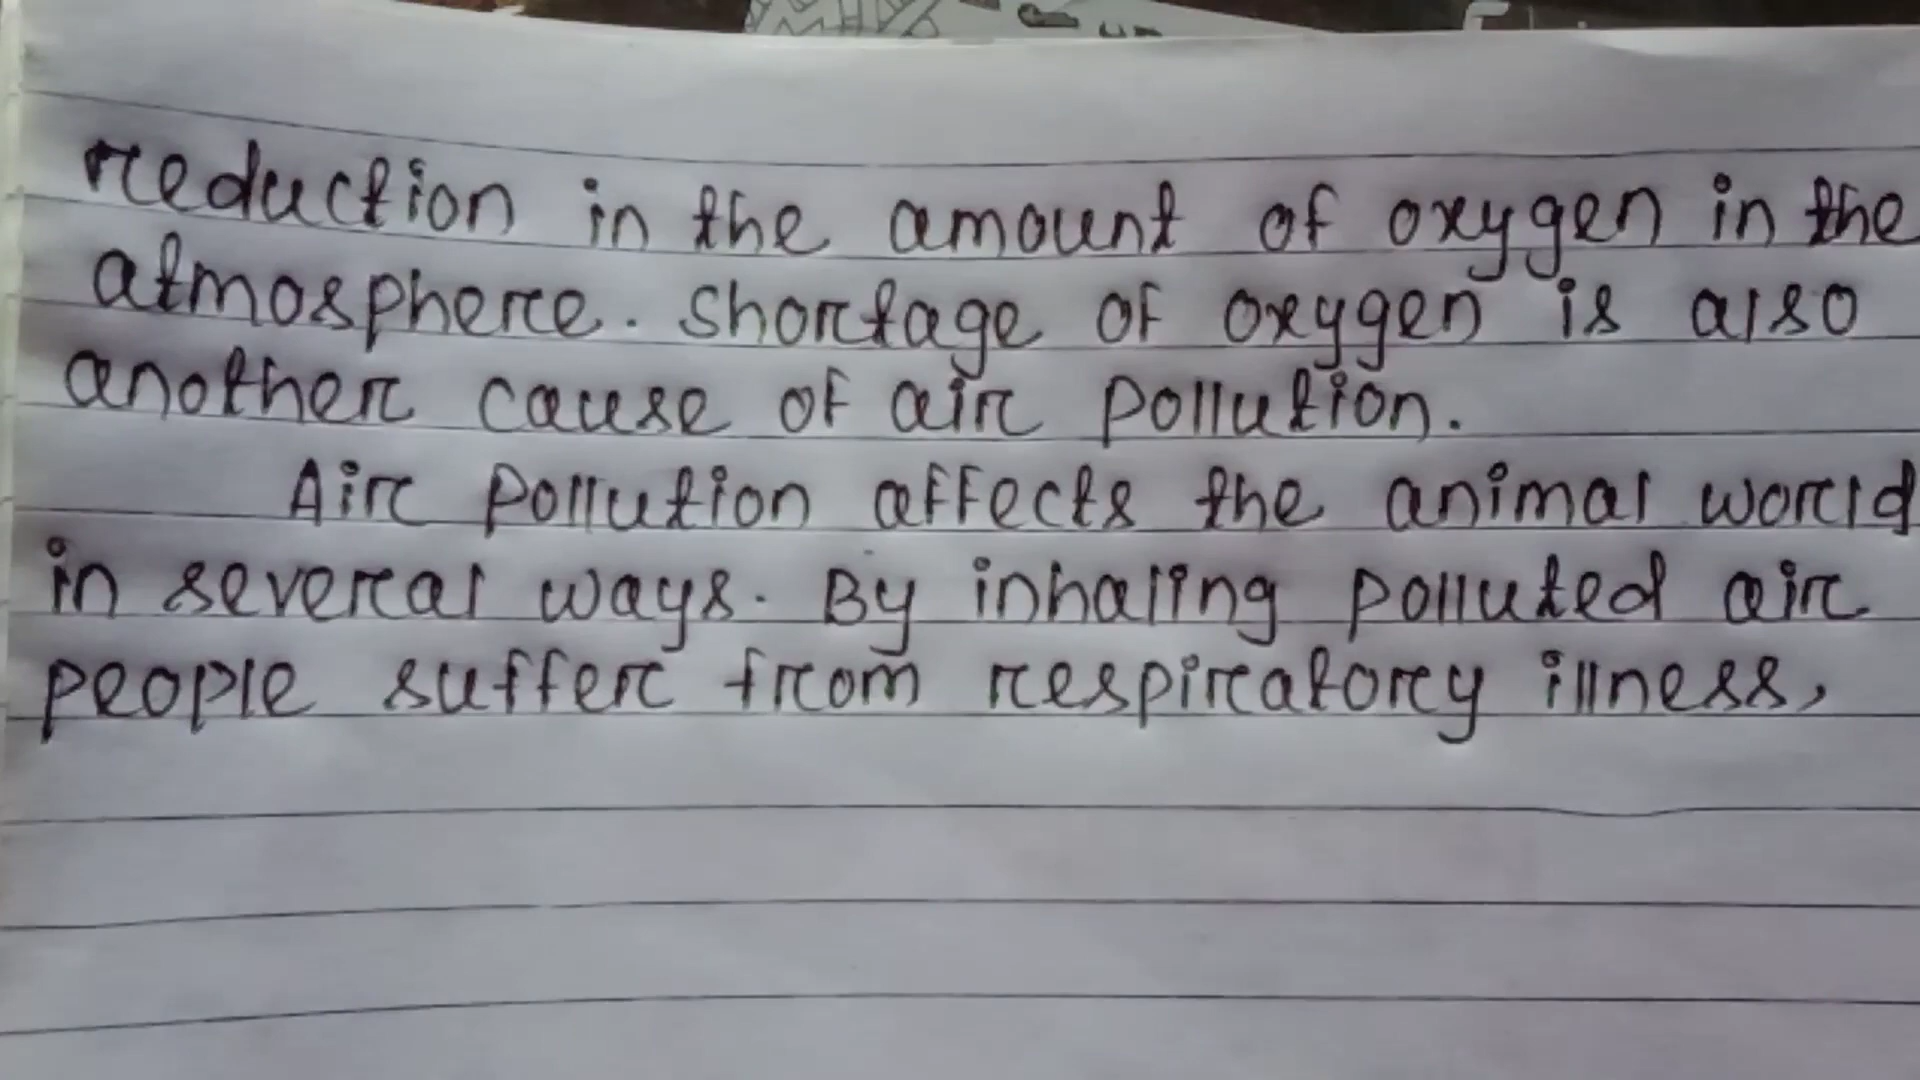 reduction in the amount of oxygen in the
atmosphere. Shortage of oxygen is also
another cause of air pollution.
Air pollution affects the animal world
in several ways. By inhaling polluted air
people suffer from respiratory illness,